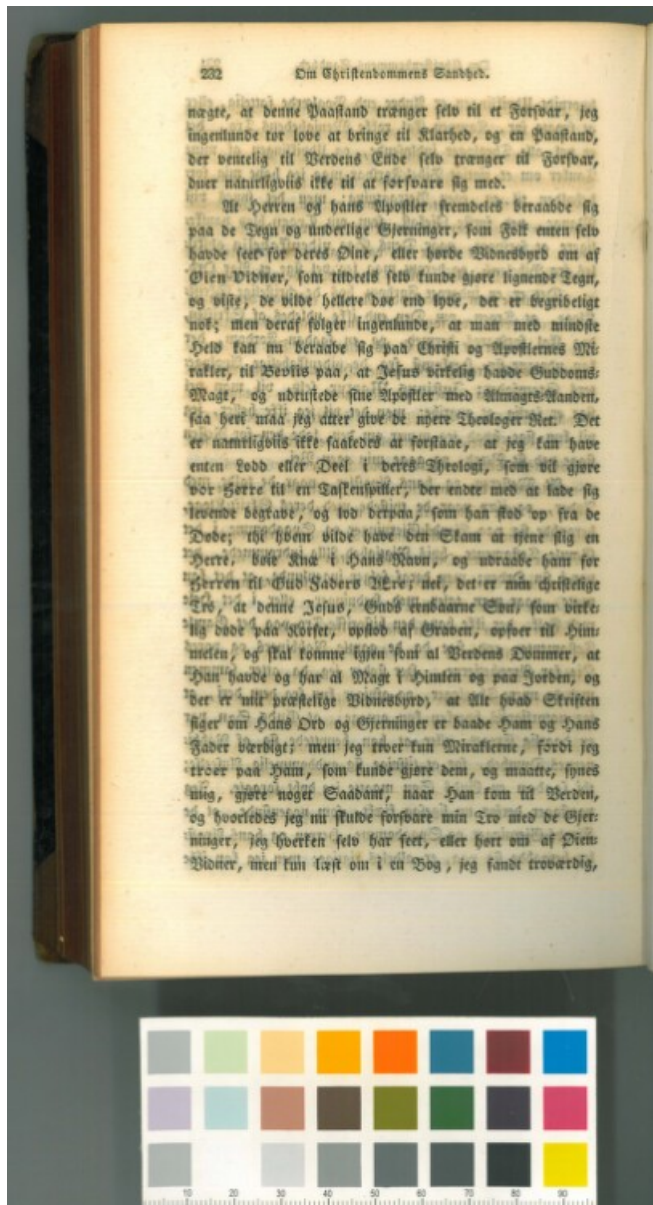 232 Om Christendommens Sandhed.
nægte, at denne Paastand trænger selv til et Forsvar, jeg
ingenlunde tør love at bringe til Klarhed, og en Paastand,
der ventelig til Verdens Ende selv trænger til Forsvar,
duer naturligviis ikke til at forsvare sig med.
At Herren og hans Apostler fremdeles beraabde sig
paa de Tegn og underlige Gjerninger, som Folk enten selv
havde seet for deres Øine, eller hørde Vidnesbyrd om af
Øien-Vidner, som tildeels selv kunde gjøre lignende Tegn,
og viste, de vilde hellere døe end lyve, det er begribeligt
nok; men deraf følger ingenlunde, at man med mindste
Held kan nu beraabe sig paa Christi og Apostlernes Mi-
rakler, til Beviis paa, at Jesus virkelig havde Guddoms-
Magt, og udrustede sine Apostler med Almagts-Aanden,
saa heri maa jeg atter give de nyere Theologer Ret. Det
er naturligviis ikke saaledes at forstaae, at jeg kan have
enten Lodd eller Deel i deres Theologi, som vil gjøre
vor Herre til en Taskenspiller, der endte med at lade sig
levende begrave, og lod derpaa, som han stod op fra de
Døde; thi hvem vilde have den Skam at tjene slig en
Herre, bøie Knæ i Hans Navn, og udraabe ham for
Herren til Gud Faders Ære; nei, det er min christelige
Tro, at denne Jesus, Guds eenbaarne Søn, som virke-
lig døde paa Korset, opstod af Graven, opfoer til Him-
melen, og skal komme igjen som al Verdens Dommer, at
Han havde og har al Magt i Himlen og paa Jorden, og
det er mit præstelige Vidnesbyrd, at Alt hvad Skriften
siger om Hans Ord og Gjerninger er baade Ham og Hans
Fader værdigt; men jeg troer kun Miraklerne, fordi jeg
troer paa Ham, som kunde gjøre dem, og maatte, synes
mig, gjøre noget Saadant, naar Han kom til Verden,
og hvorledes jeg nu skulde forsvare min Tro med de Gjer-
ninger, jeg hverken selv har seet, eller hørt om af Øien-
Vidner, men kun læst om i en Bog, jeg fandt troværdig,
10 20 30 40 50 60 70 80 90